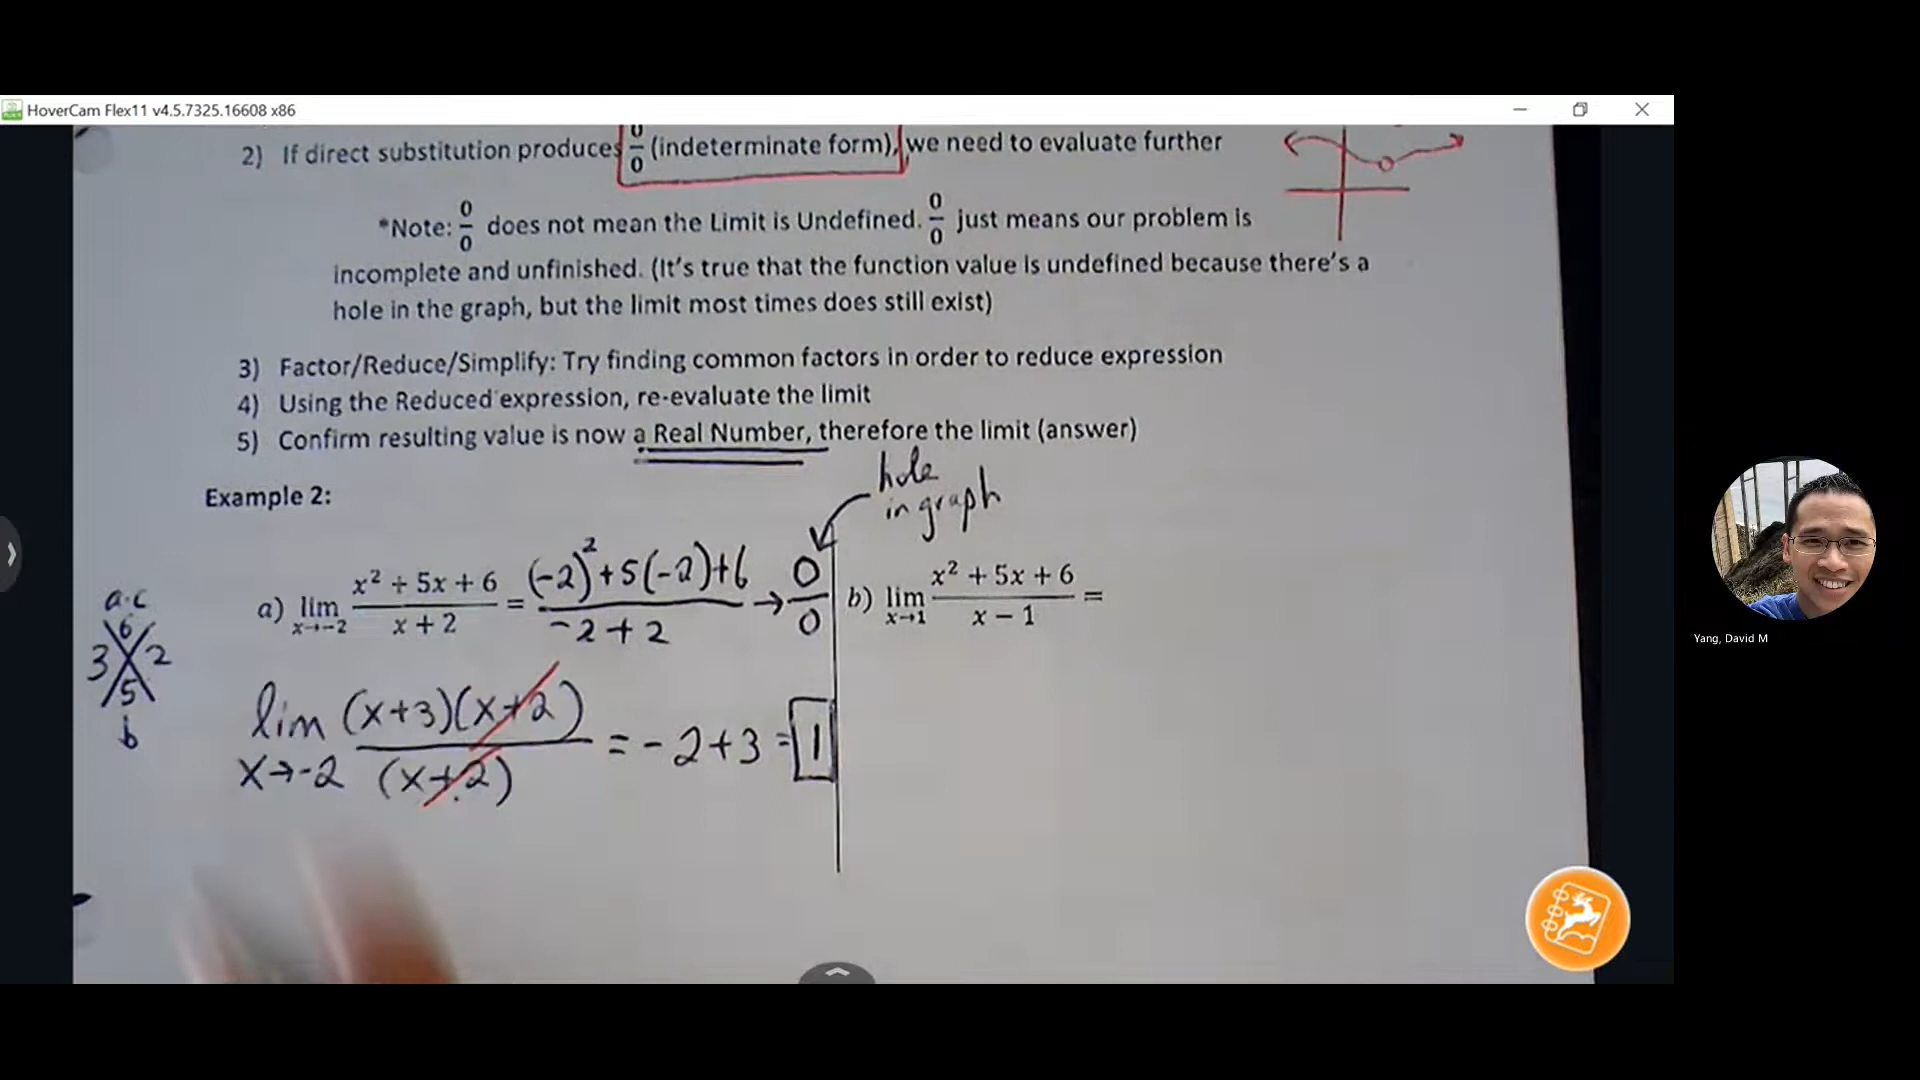 HoverCam Flex11 v4.5.7325.16608 x86
2) If direct substitution produces 0/0 (indeterminate form), we need to evaluate further
*Note: 0/0 does not mean the Limit is Undefined. 0/0 just means our problem is
incomplete and unfinished. (It's true that the function value is undefined because there's a
hole in the graph, but the limit most times does still exist)
3) Factor/Reduce/Simplify: Try finding common factors in order to reduce expression
4) Using the Reduced expression, re-evaluate the limit
5) Confirm resulting value is now a Real Number, therefore the limit (answer)
hole
in graph
Example 2:
a) lim x→-2 x² + 5x + 6 / x + 2 = (-2)²+5(-2)+6 / -2+2 → 0/0
b) lim x→1 x² + 5x + 6 / x − 1 =
a·c
6
3 2
5
b
lim x→-2 (x+3)(x+2) / (x+2) = -2+3 = 1
Yang, David M